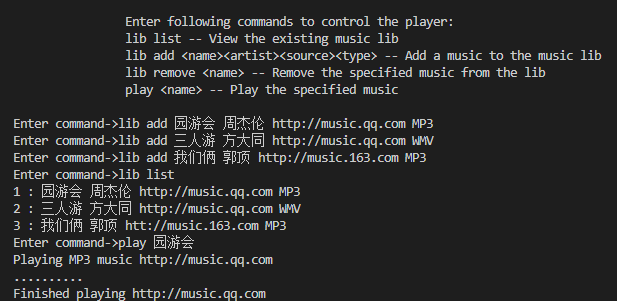 Enter following commands to control the player:
lib list -- View the existing music lib
lib add <name><artist><source><type> -- Add a music to the music lib
lib remove <name> -- Remove the specified music from the lib
play <name> -- Play the specified music
Enter command->lib add 园游会 周杰伦 http://music.qq.com MP3
Enter command->lib add 三人游 方大同 http://music.qq.com WMV
Enter command->lib add 我们俩 郭顶 http://music.163.com MP3
Enter command->lib list
1 : 园游会 周杰伦 http://music.qq.com MP3
2 : 三人游 方大同 http://music.qq.com WMV
3 : 我们俩 郭顶 htt://music.163.com MP3
Enter command->play 园游会
Playing MP3 music http://music.qq.com
..........
Finished playing http://music.qq.com